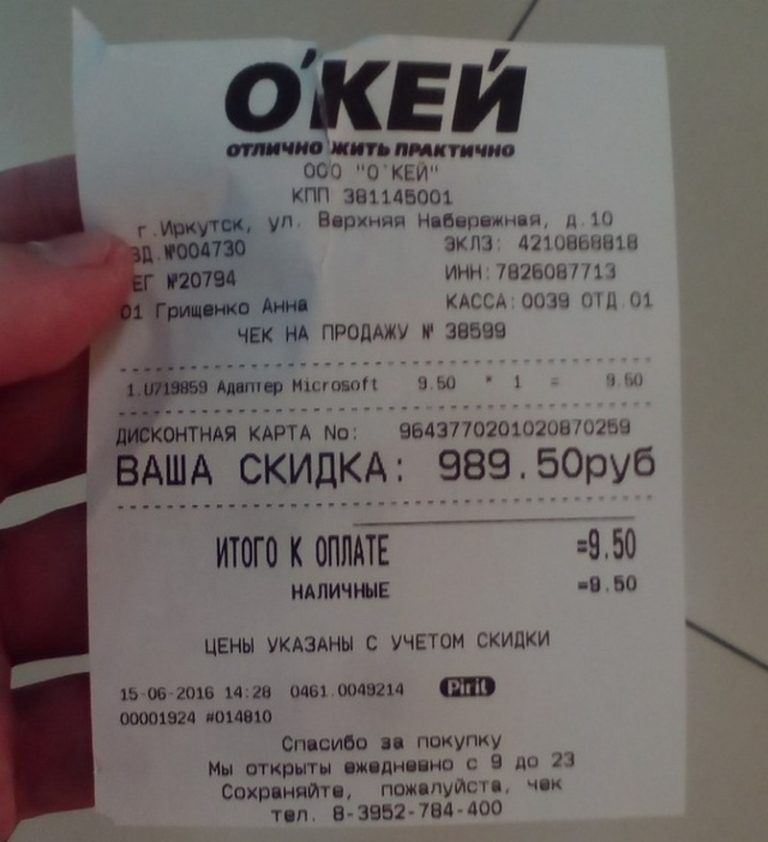 О'КЕЙ
ОТЛИЧНО ЖИТЬ ПРАКТИЧНО
ООО "О'КЕЙ"
КПП 381145001
г.Иркутск, ул. Верхняя Набережная, д.10
ЗД.№004730 ЭКЛЗ: 4210868818
ЕГ №20794 ИНН:7826087713
01 Грищенко Анна КАССА:0039 ОТД.01
ЧЕК НА ПРОДАЖУ № 38599
1.U719859 Адаптер Microsoft 9.50 * 1 = 9.50
ДИСКОНТНАЯ КАРТА No: 9643770201020870259
ВАША СКИДКА: 989.50руб
ИТОГО К ОПЛАТЕ =9.50
НАЛИЧНЫЕ =9.50
ЦЕНЫ УКАЗАНЫ С УЧЕТОМ СКИДКИ
15-06-2016 14:28 0461.0049214 Pirit
00001924 #014810
Спасибо за покупку
Мы открыты ежедневно с 9 до 23
Сохраняйте, пожалуйста, чек
тел. 8-3952-784-400